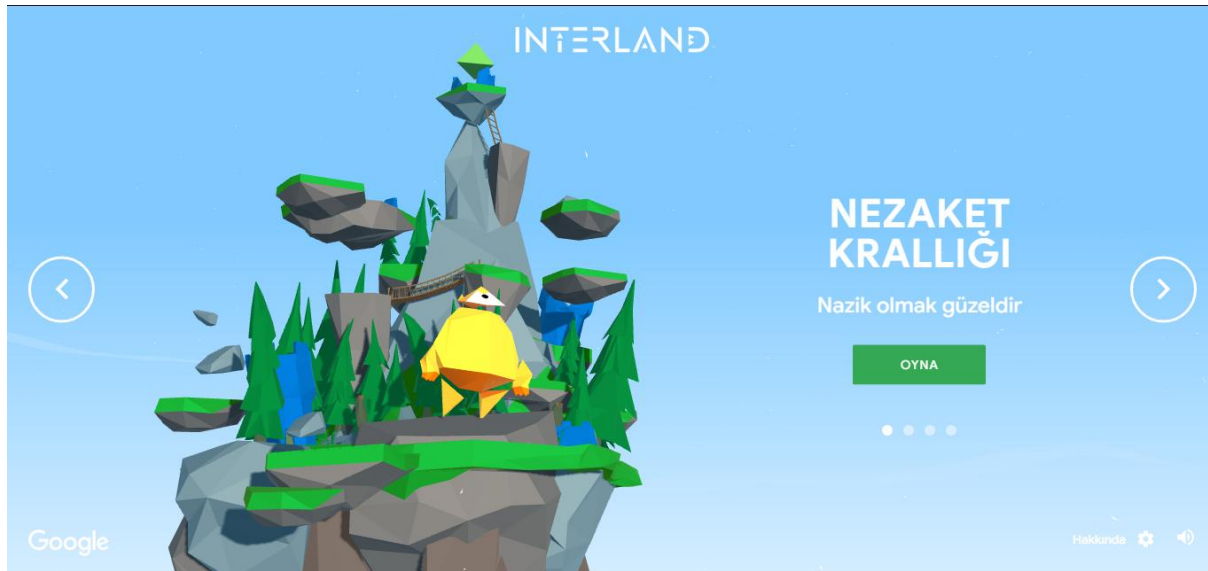 INTERLAND
NEZAKET
KRALLIĞI
Nazik olmak güzeldir
OYNA
Google
Hakkında